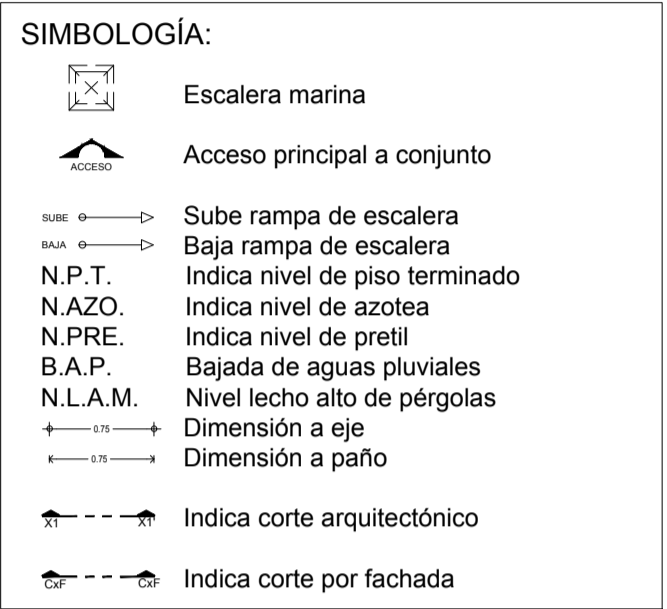 SIMBOLOGÍA:
Escalera marina
ACCESO Acceso principal a conjunto
SUBE Sube rampa de escalera
BAJA Baja rampa de escalera
N.P.T. Indica nivel de piso terminado
N.AZO. Indica nivel de azotea
N.PRE. Indica nivel de pretil
B.A.P. Bajada de aguas pluviales
N.L.A.M. Nivel lecho alto de pérgolas
0.75 Dimensión a eje
0.75 Dimensión a paño
X1 X1' Indica corte arquitectónico
CxF CxF Indica corte por fachada